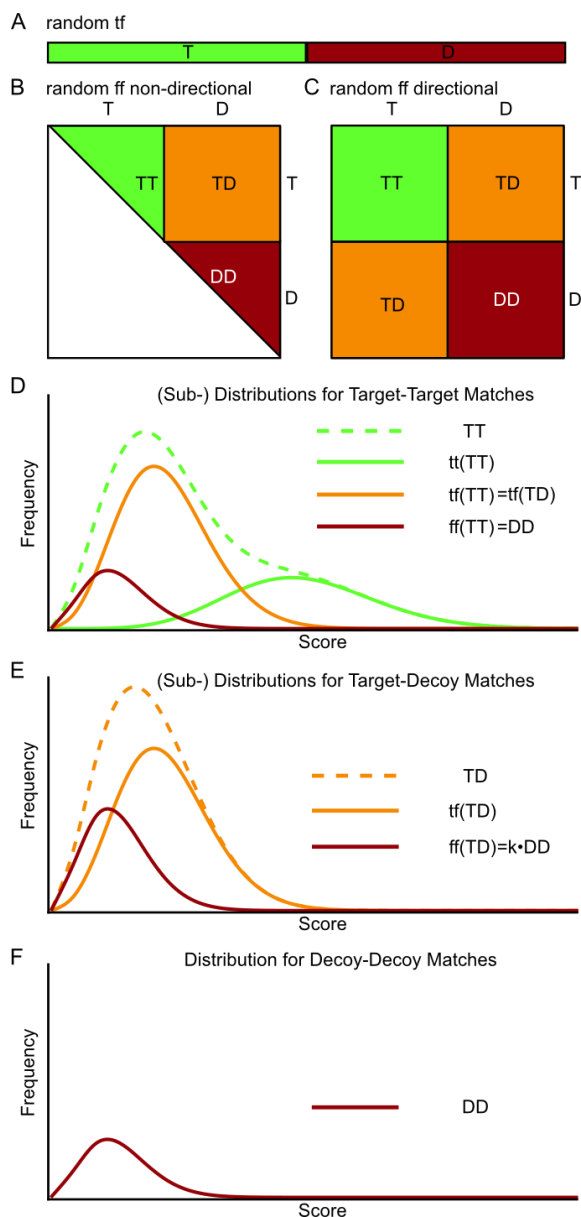 A random tf
T D
B random ff non-directional
T D
TT TD T
DD D
C random ff directional
T D
TT TD T
TD DD D
D (Sub-) Distributions for Target-Target Matches
TT
tt(TT)
tf(TT)=tf(TD)
ff(TT)=DD
Frequency
Score
E (Sub-) Distributions for Target-Decoy Matches
TD
tf(TD)
ff(TD)=k•DD
Frequency
Score
F Distribution for Decoy-Decoy Matches
DD
Frequency
Score